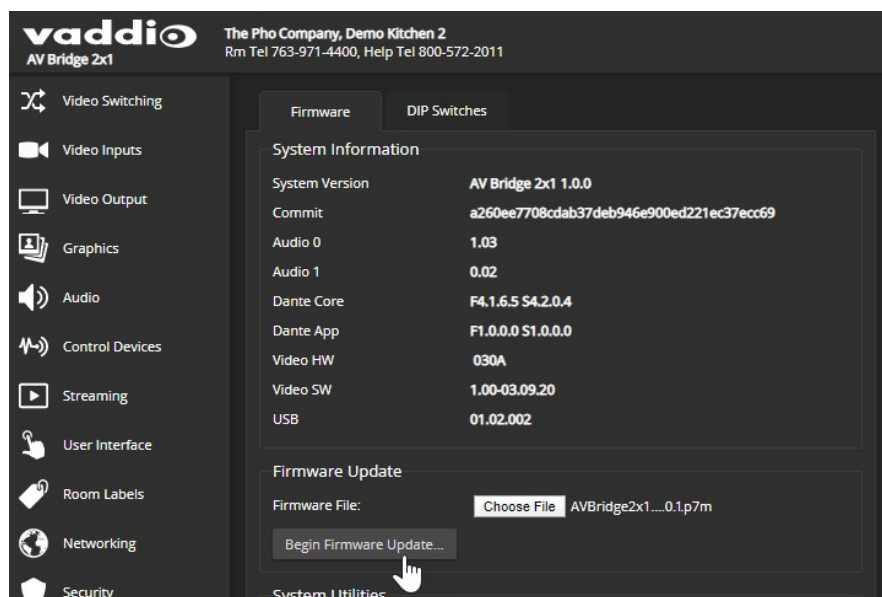 vaddio
AV Bridge 2x1
The Pho Company, Demo Kitchen 2
Rm Tel 763-971-4400, Help Tel 800-572-2011
Video Switching
Video Inputs
Video Output
Graphics
Audio
Control Devices
Streaming
User Interface
Room Labels
Networking
Security
Firmware
DIP Switches
System Information
System Version AV Bridge 2x1 1.0.0
Commit a260ee7708cdab37deb946e900ed221ec37ecc69
Audio 0 1.03
Audio 1 0.02
Dante Core F4.1.6.5 S4.2.0.4
Dante App F1.0.0.0 S1.0.0.0
Video HW 030A
Video SW 1.00-03.09.20
USB 01.02.002
Firmware Update
Firmware File: Choose File AVBridge2x1....0.1.p7m
Begin Firmware Update...
System Utilities